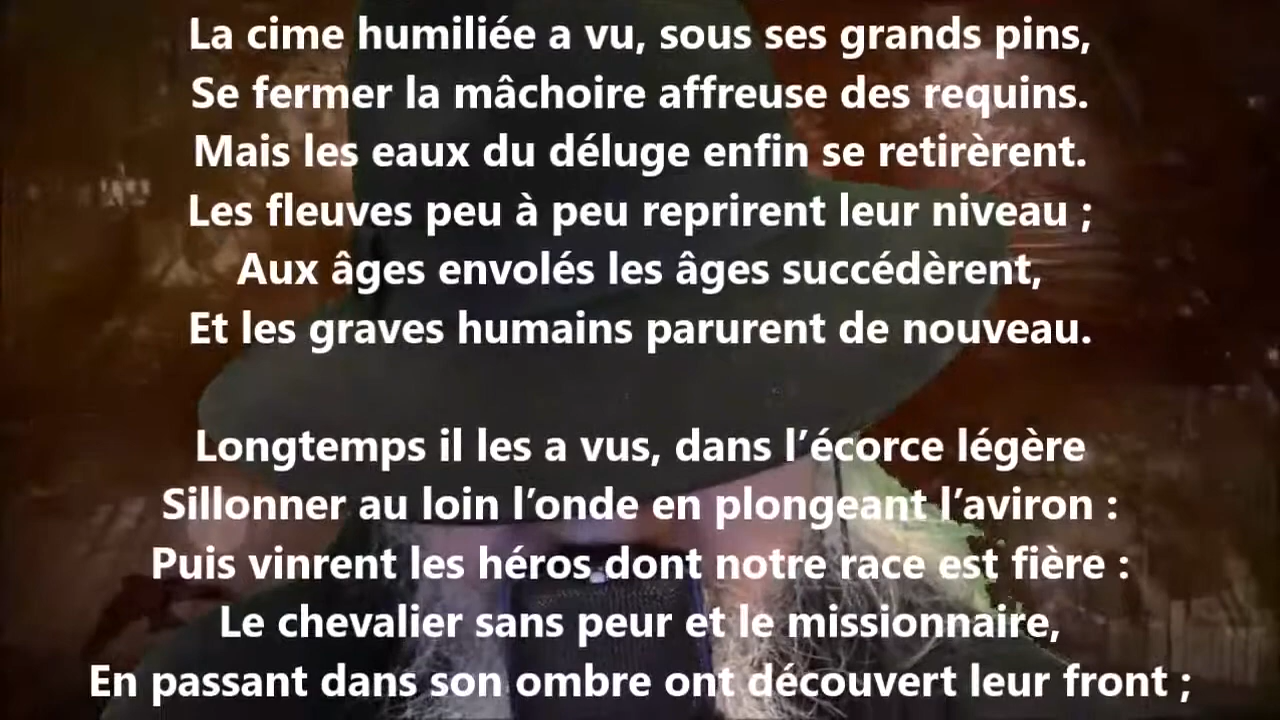 La cime humiliée a vu, sous ses grands pins,
Se fermer la mâchoire affreuse des requins.
Mais les eaux du déluge enfin se retirèrent.
Les fleuves peu à peu reprirent leur niveau ;
Aux âges envolés les âges succédèrent,
Et les graves humains parurent de nouveau.
Longtemps il les a vus, dans l’écorce légère
Sillonner au loin l’onde en plongeant l’aviron :
Puis vinrent les héros dont notre race est fière :
Le chevalier sans peur et le missionnaire,
En passant dans son ombre ont découvert leur front ;